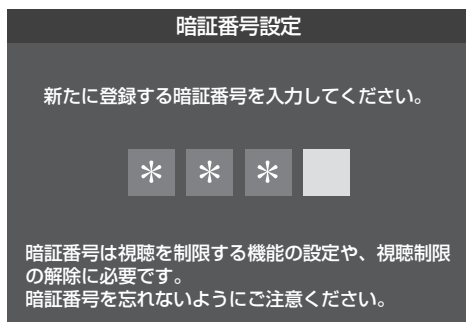 暗証番号設定
新たに登録する暗証番号を入力してください。
＊ ＊ ＊
暗証番号は視聴を制限する機能の設定や、視聴制限
の解除に必要です。
暗証番号を忘れないようにご注意ください。